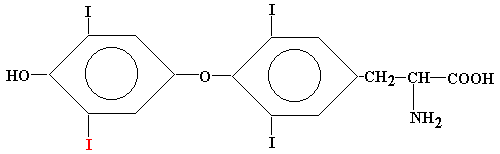 I I
HO O CH₂ CH COOH
NH₂
I I